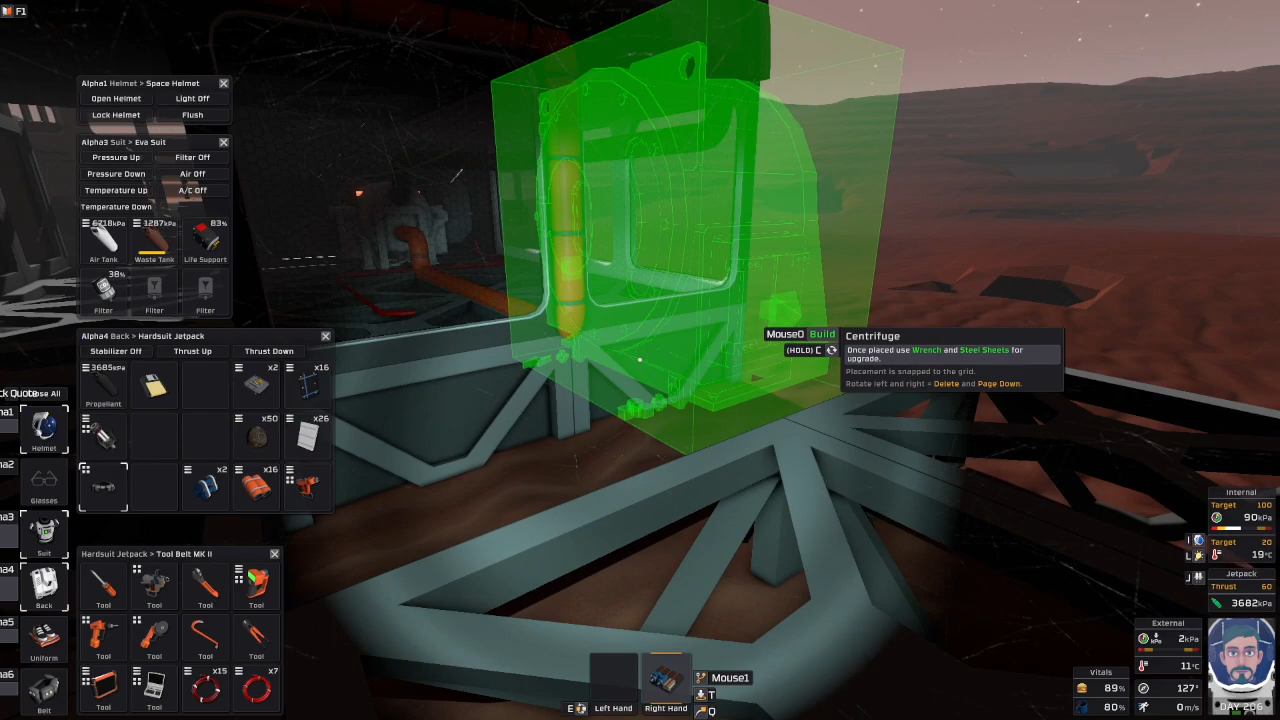 F1
Alpha1 Helmet > Space Helmet
Open Helmet Light Off
Lock Helmet Flush
Alpha3 Suit > Eva Suit
Pressure Up Filter Off
Pressure Down Air Off
Temperature Up A/C Off
Temperature Down
6718kPa 1287kPa 83%
Air Tank Waste Tank Life Support
38%
Filter Filter Filter
Alpha4 Back > Hardsuit Jetpack
Stabilizer Off Thrust Up Thrust Down
3685kPa x2 x16
Propellant
x50 x26
x2 x16
Hardsuit Jetpack > Tool Belt MK II
Tool Tool Tool Tool
Tool Tool Tool Tool
x15 x7
Tool Tool
Helmet
Glasses
Suit
Back
Uniform
Belt
Mouse0 Build
(HOLD) C
Centrifuge
Once placed use Wrench and Steel Sheets for
upgrade.
Placement is snapped to the grid.
Rotate left and right = Delete and Page Down.
E Left Hand Right Hand
Mouse1
T
Q
Internal
Target 100
90kPa
I
Target 20
L
19°C
J
Jetpack
Thrust 60
3682kPa
External
kPa 2kPa
11°C
127°
0m/s
Vitals
89%
80%
DAY 206